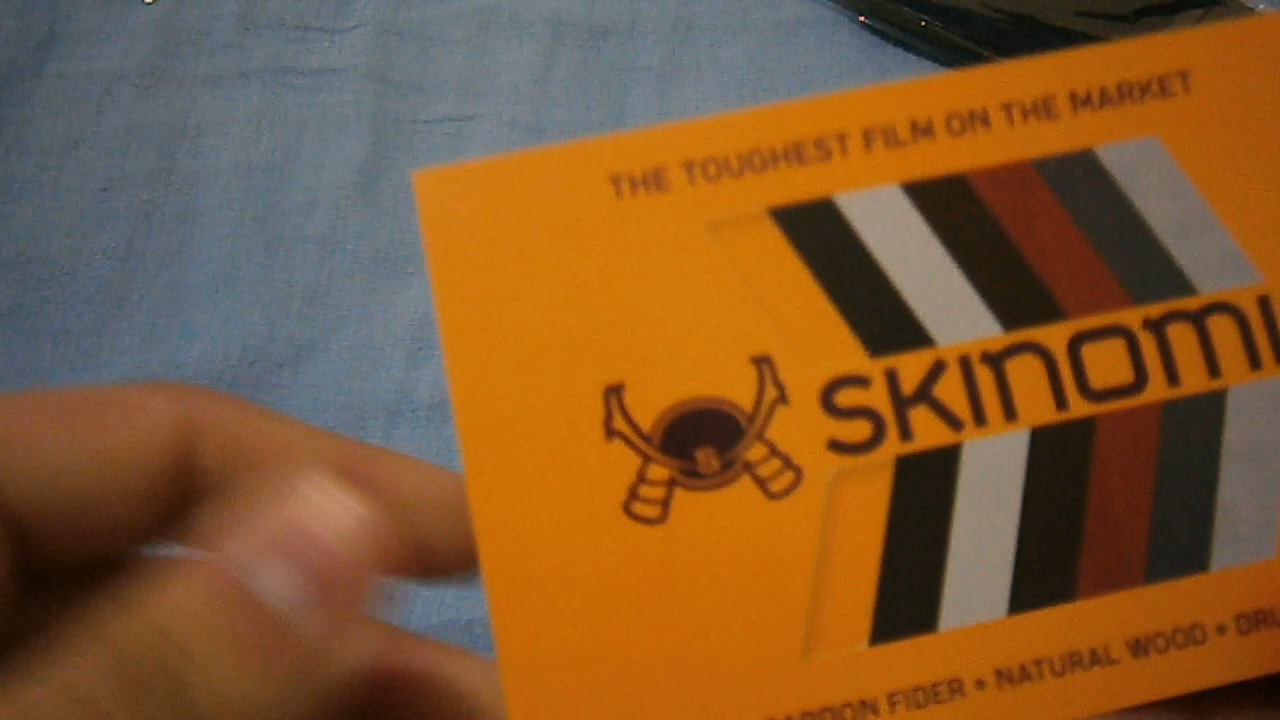 THE TOUGHEST FILM ON THE MARKET
SKINOMI
NATURAL WOOD •